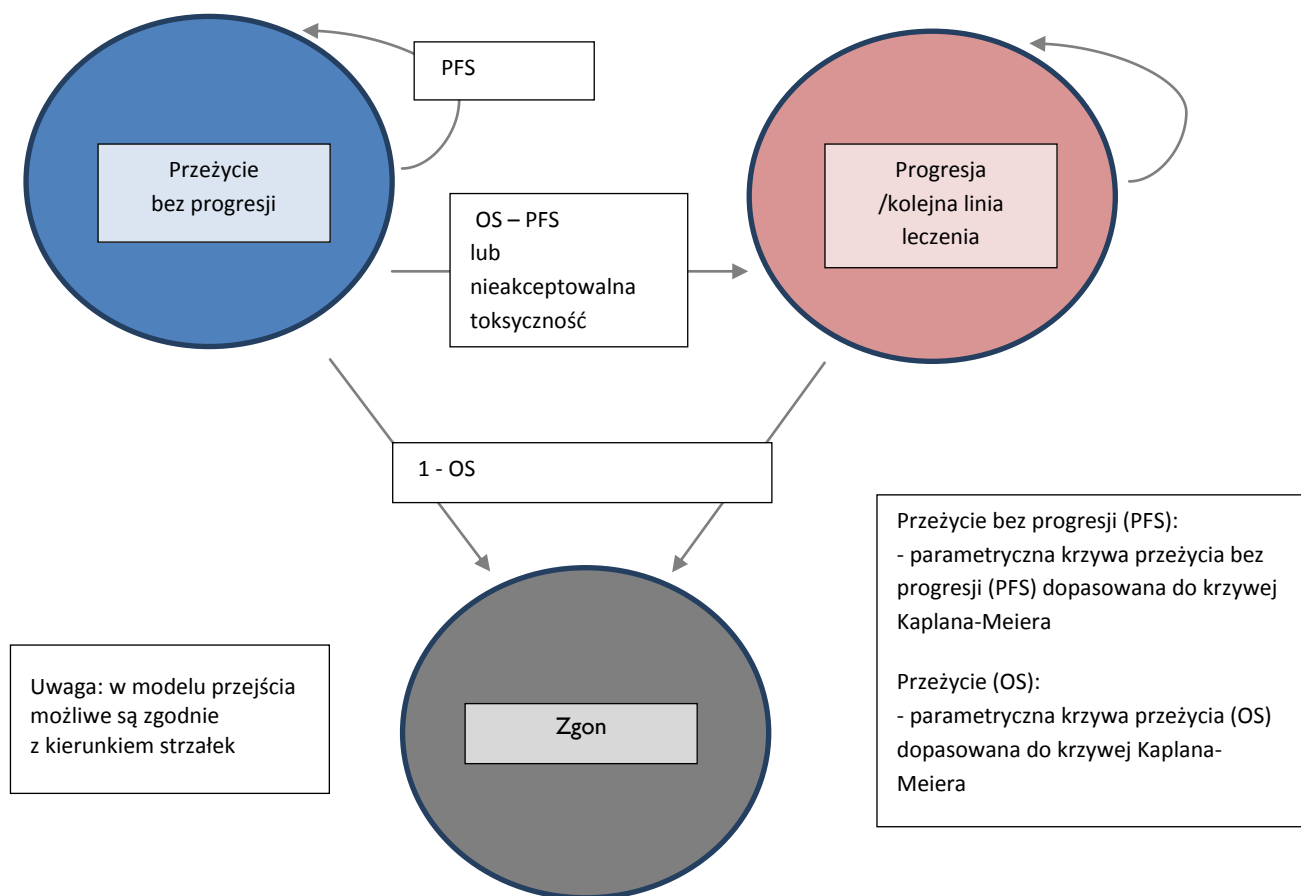 PFS
Przeżycie
bez progresji
Progresja
/kolejna linia
leczenia
OS – PFS
lub
nieakceptowalna
toksyczność
1 - OS
Przeżycie bez progresji (PFS):
- parametryczna krzywa przeżycia bez
progresji (PFS) dopasowana do krzywej
Kaplana-Meiera
Przeżycie (OS):
- parametryczna krzywa przeżycia (OS)
dopasowana do krzywej Kaplana-
Meiera
Uwaga: w modelu przejścia
możliwe są zgodnie
z kierunkiem strzałek
Zgon